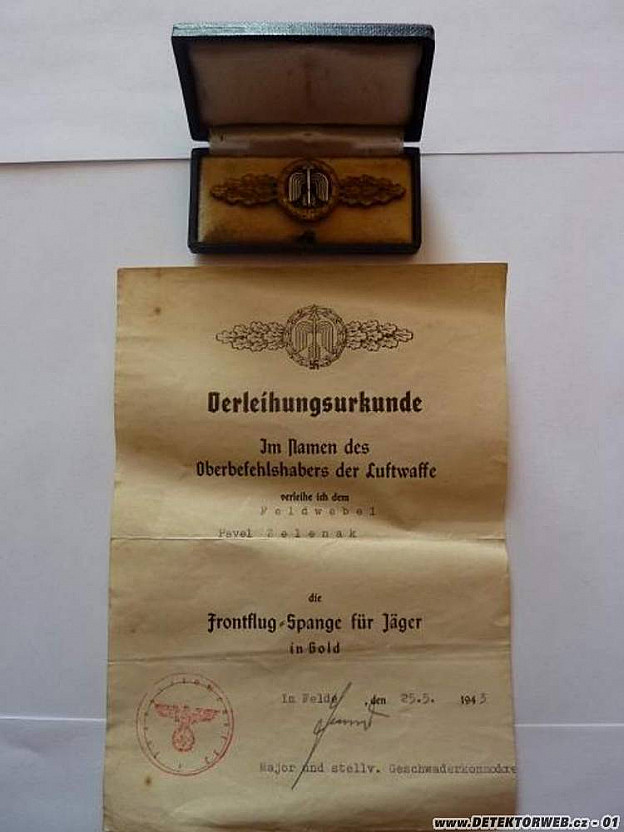 Verleihungsurkunde
Im Namen des
Oberbefehlshabers der Luftwaffe
verleihe ich dem
Feldwebel
Pavel Zelenak
die
Frontflug-Spange für Jäger
in Gold
im Felde, den 25.5. 1943
Major und stellv. Geschwaderkommodore
www.DETEKTORWEB.cz - 01